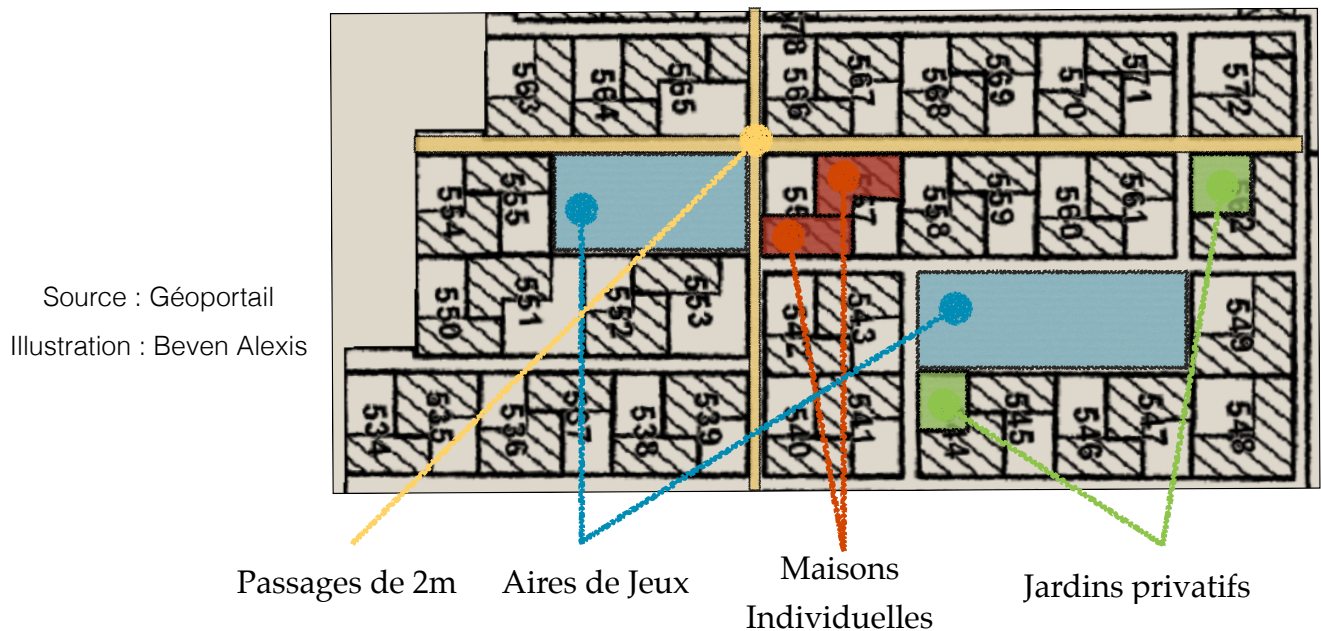 78
563 564 565 566 567 568 569 570 571 572
554 555 557 558 559 560 561 562
550 551 552 553 542 543 549
534 535 536 537 538 539 540 541 544 545 546 547 548
Source : Géoportail
Illustration : Beven Alexis
Passages de 2m
Aires de Jeux
Maisons
Individuelles
Jardins privatifs